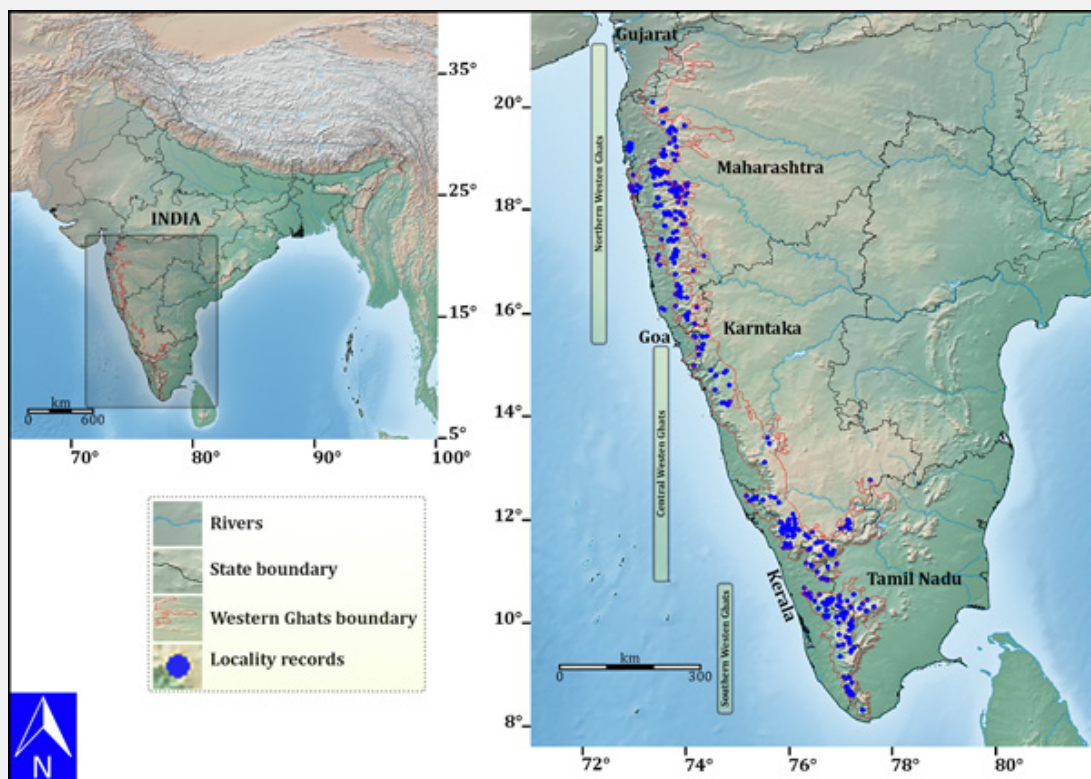 INDIA
km
0
600
35°
25°
15°
5°
70°
80°
90°
100°
Rivers
State boundary
Western Ghats boundary
Locality records
N
Gujarat
Maharashtra
Karntaka
Goa
Kerala
Tamil Nadu
Northern Westen Ghats
Central Westen Ghats
Southern Westen Ghats
km
0
300
20°
18°
16°
14°
12°
10°
8°
72°
74°
76°
78°
80°